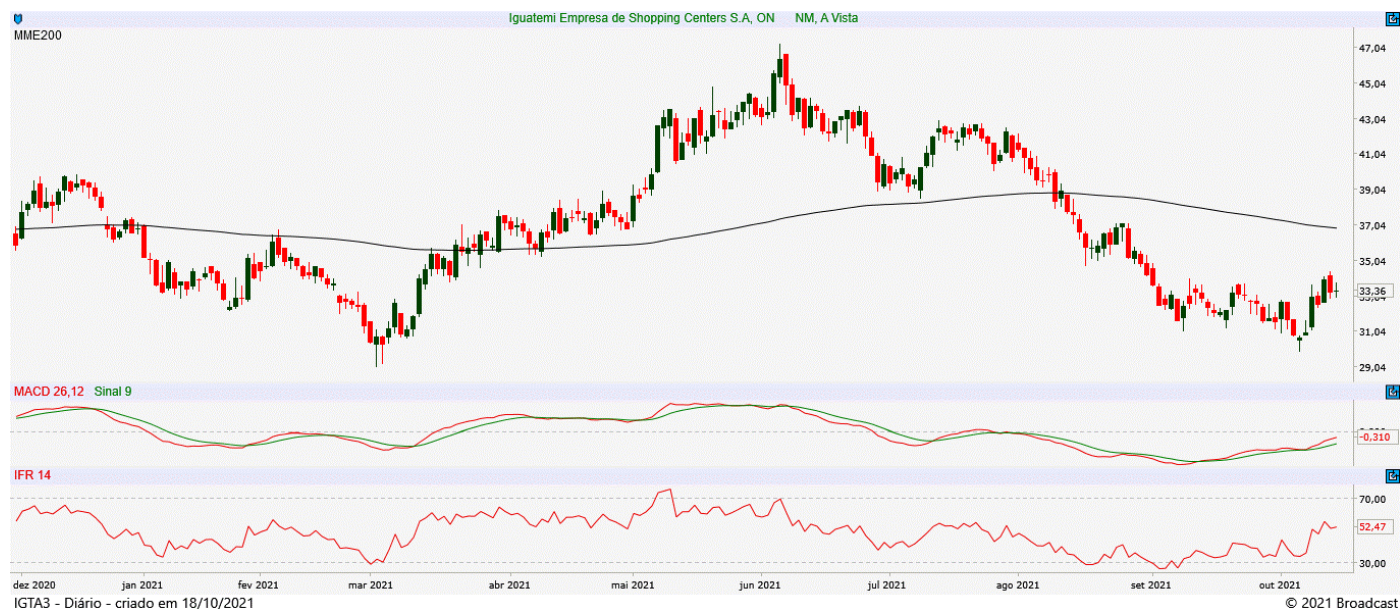 Iguatemi Empresa de Shopping Centers S.A, ON NM, A Vista
MME200
47,04
45,04
43,04
41,04
39,04
37,04
35,04
33,36
31,04
29,04
MACD 26,12 Sinal 9
-0,310
IFR 14
70,00
52,47
30,00
dez 2020 jan 2021 fev 2021 mar 2021 abr 2021 mai 2021 jun 2021 jul 2021 ago 2021 set 2021 out 2021
IGTA3 - Diário - criado em 18/10/2021 © 2021 Broadcast